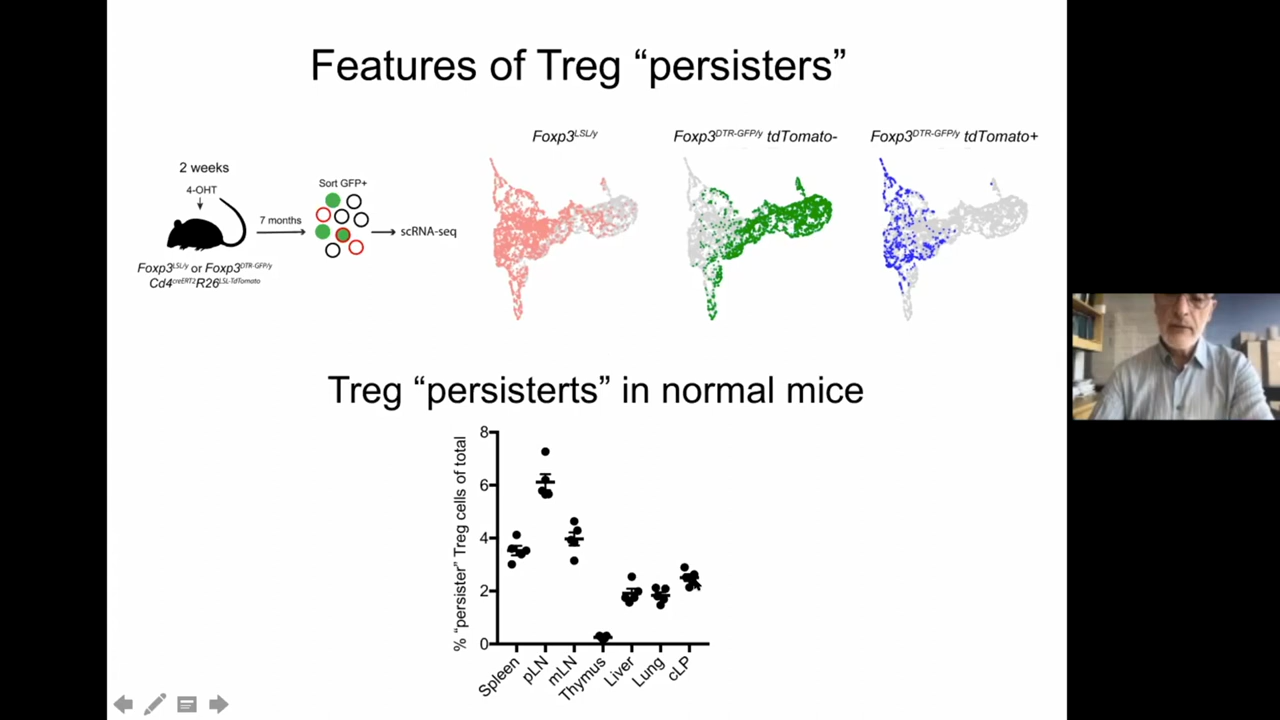 Features of Treg “persisters”
2 weeks
4-OHT
7 months
Sort GFP+
scRNA-seq
Foxp3LSL/y or Foxp3DTR-GFP/y
Cd4creERT2R26LSL-TdTomato
Foxp3LSL/y
Foxp3DTR-GFP/y tdTomato-
Foxp3DTR-GFP/y tdTomato+
Treg “persisterts” in normal mice
% “persister” Treg cells of total
8
6
4
2
0
Spleen
pLN
mLN
Thymus
Liver
Lung
cLP